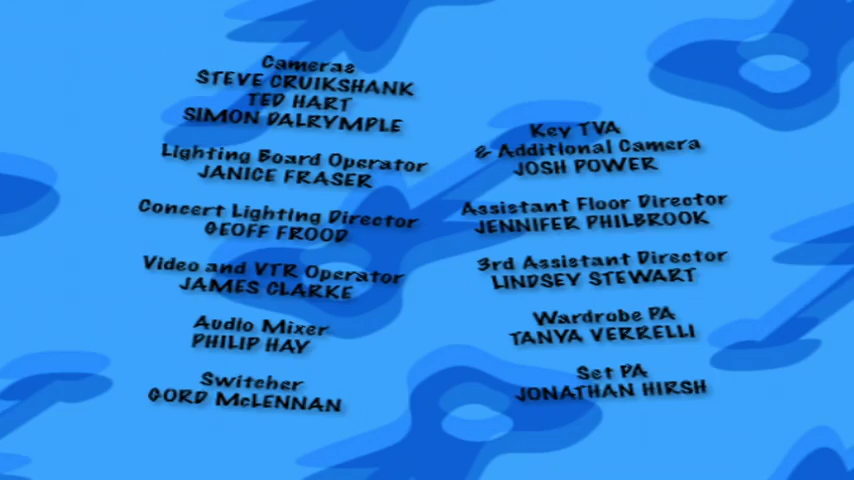 Cameras
STEVE CRUIKSHANK
TED HART
SIMON DALRYMPLE
Lighting Board Operator
JANICE FRASER
Concert Lighting Director
GEOFF FROOD
Video and VTR Operator
JAMES CLARKE
Audio Mixer
PHILIP HAY
Switcher
GORD McLENNAN
Key TVA
& Additional Camera
JOSH POWER
Assistant Floor Director
JENNIFER PHILBROOK
3rd Assistant Director
LINDSEY STEWART
Wardrobe PA
TANYA VERRELLI
Set PA
JONATHAN HIRSH